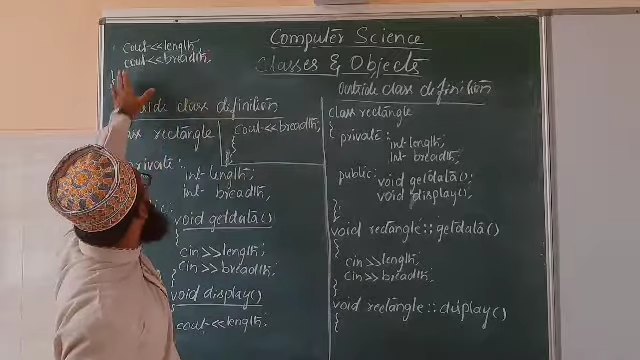 Computer Science
Classes & Objects
cout<<length;
cout<<breadth;
}
class definition
rectangle
private:
int length;
int breadth;
void getdata()
cin>>length;
cin>>breadth;
}
void display()
cout<<length;
cout<<breadth;
}
outside class definition
class rectangle
{
private:
int length;
int breadth;
public:
void getdata();
void display();
};
void rectangle::getdata()
{
cin>>length;
cin>>breadth;
}
void rectangle::display()
{